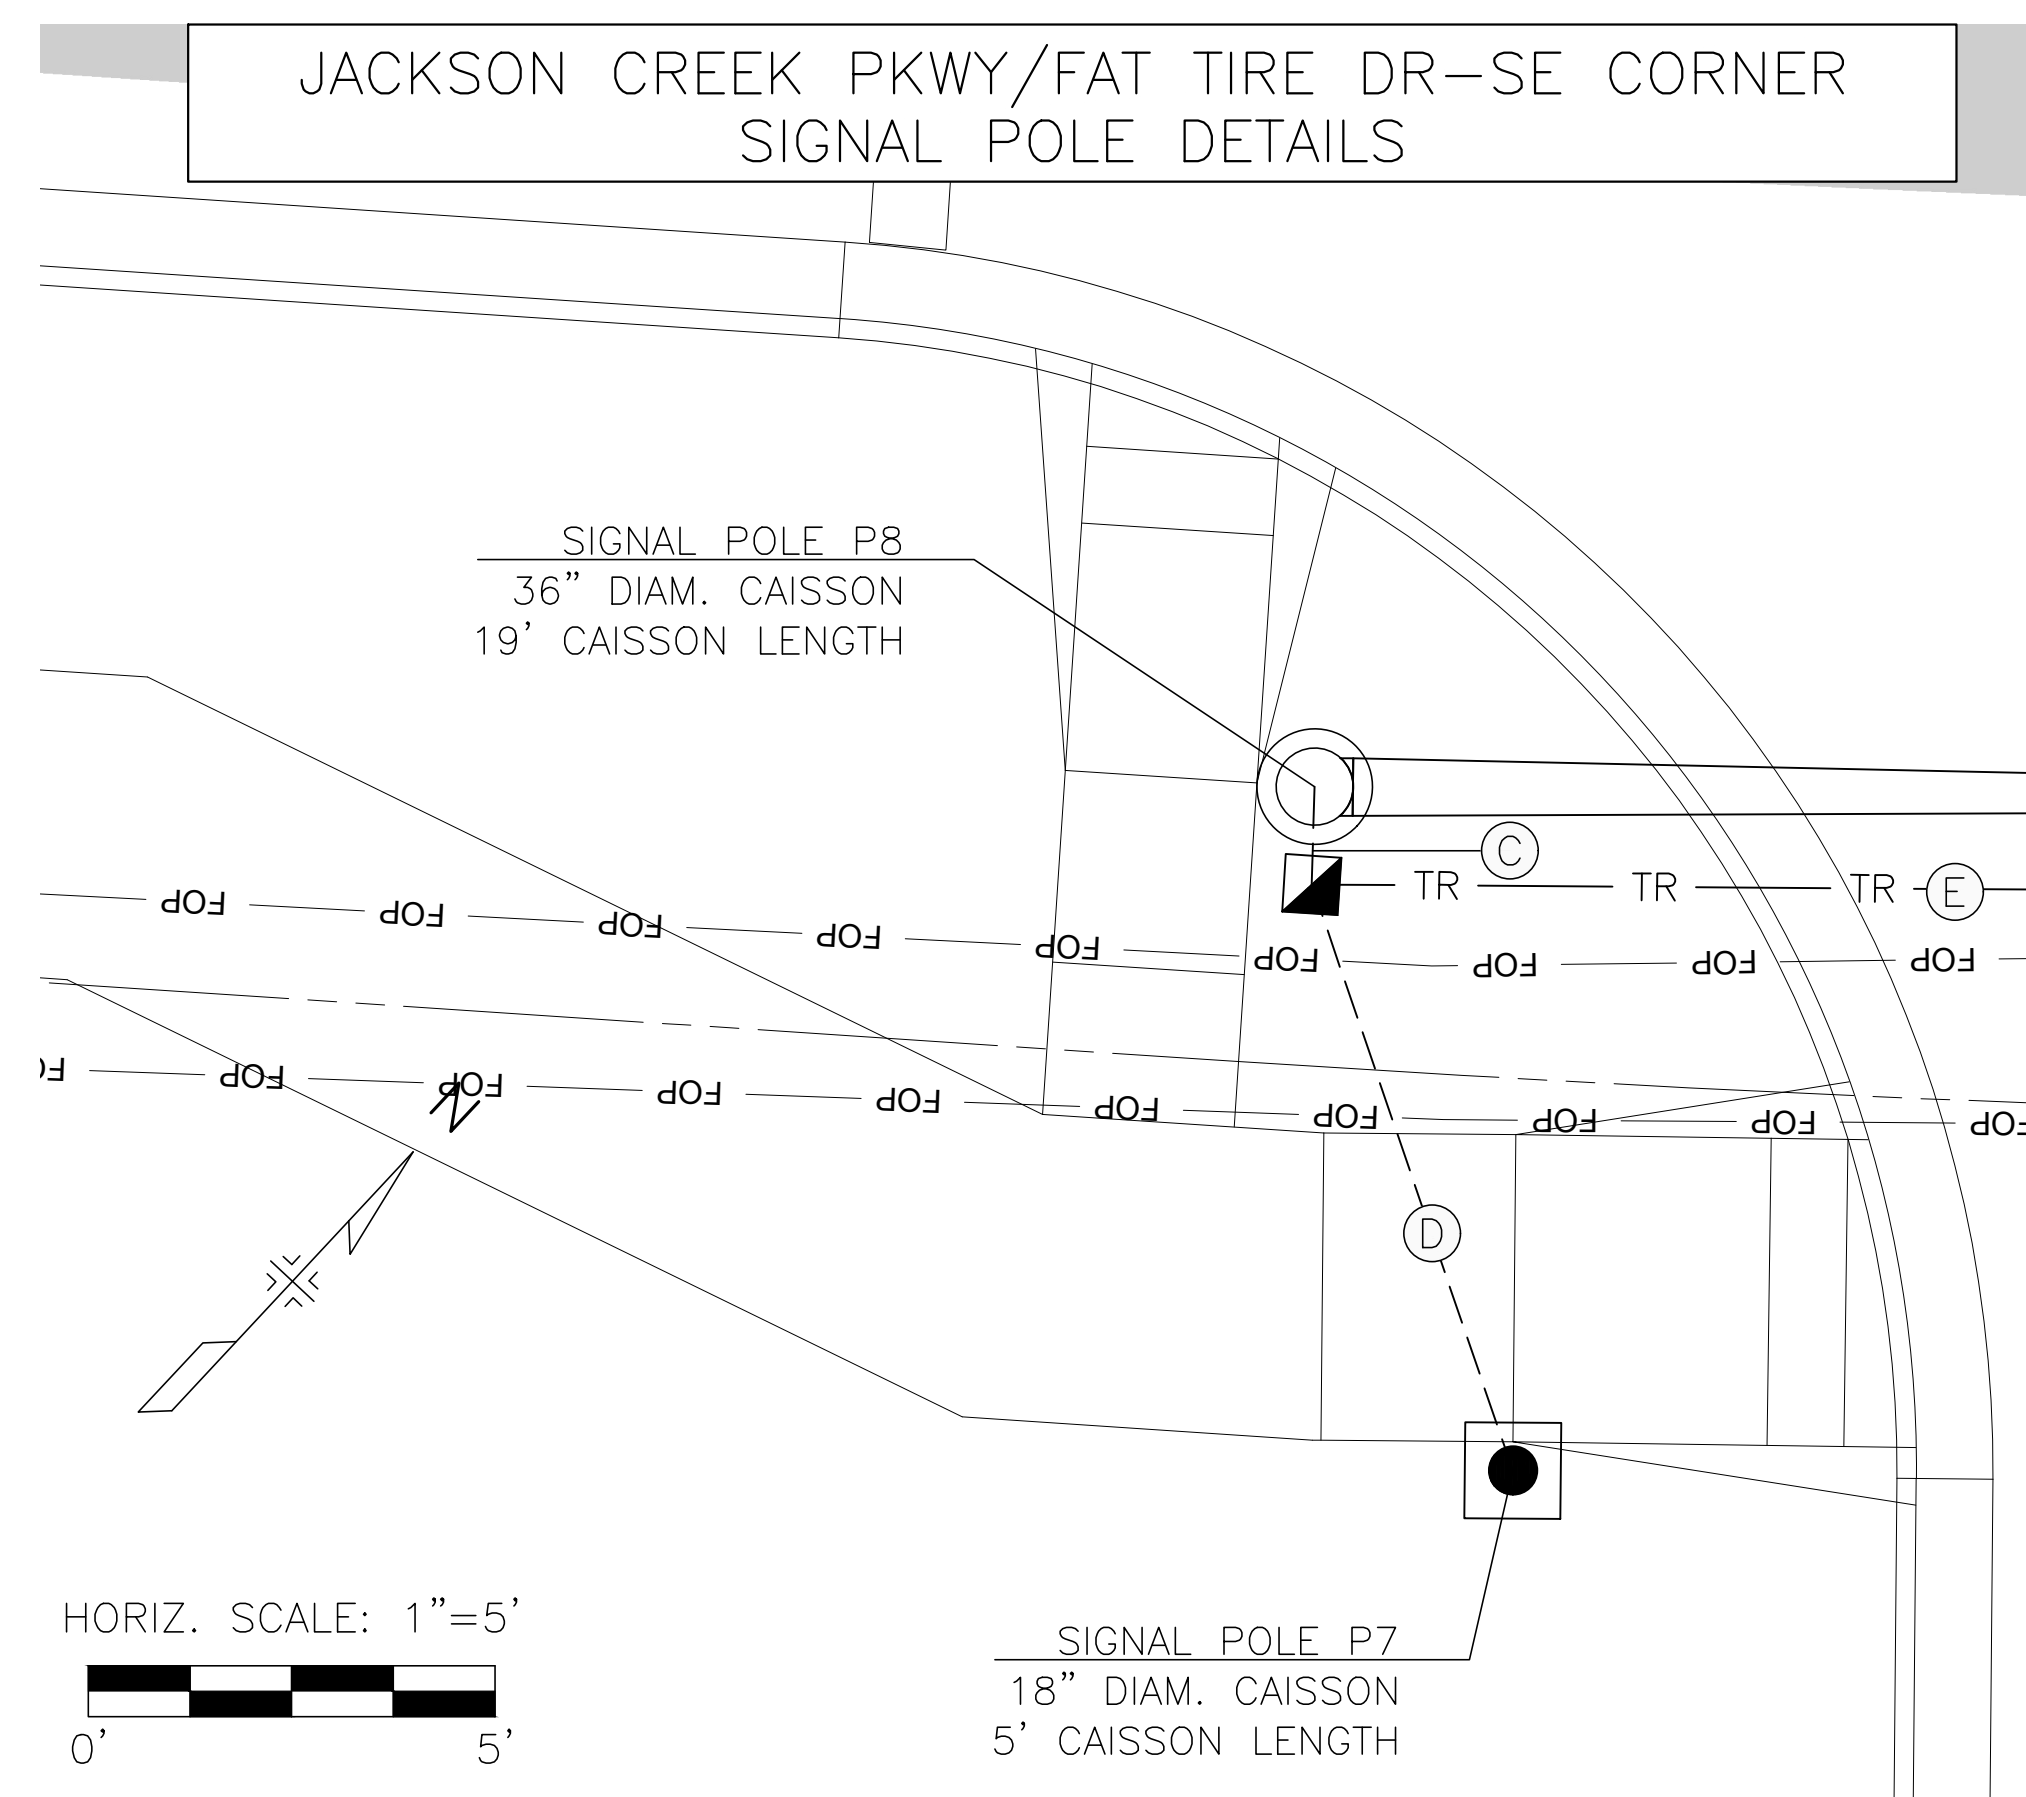 JACKSON CREEK PKWY/FAT TIRE DR-SE CORNER
SIGNAL POLE DETAILS
SIGNAL POLE P8
36" DIAM. CAISSON
19' CAISSON LENGTH
C
TR TR TR E
FOP FOP FOP FOP FOP FOP FOP FOP FOP
FOP FOP FOP FOP FOP FOP FOP FOP FOP FOP
N
D
HORIZ. SCALE: 1"=5'
0' 5'
SIGNAL POLE P7
18" DIAM. CAISSON
5' CAISSON LENGTH